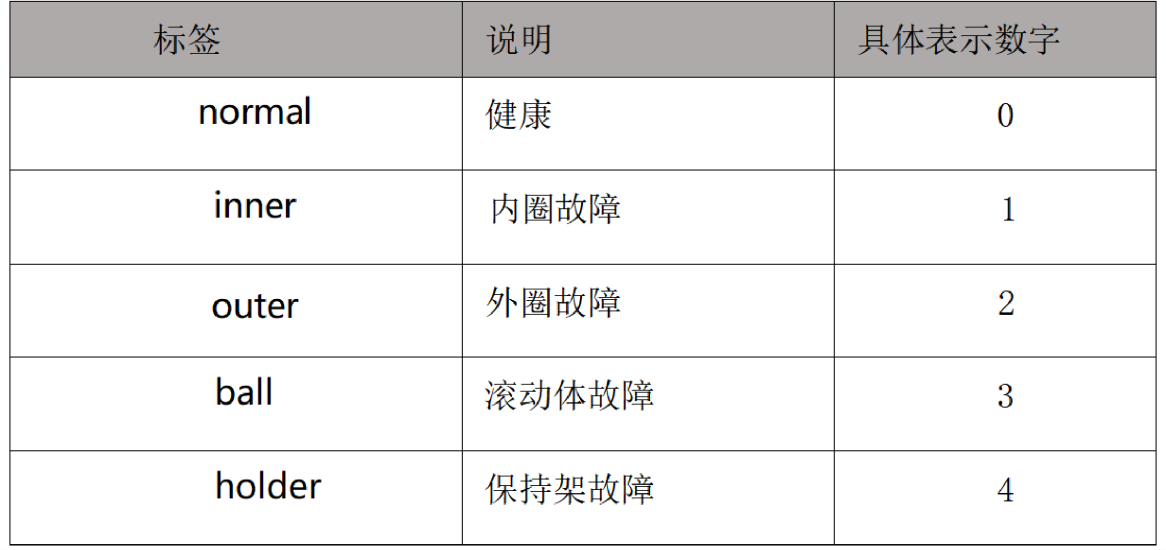 标签 说明 具体表示数字
normal 健康 0
inner 内圈故障 1
outer 外圈故障 2
ball 滚动体故障 3
holder 保持架故障 4